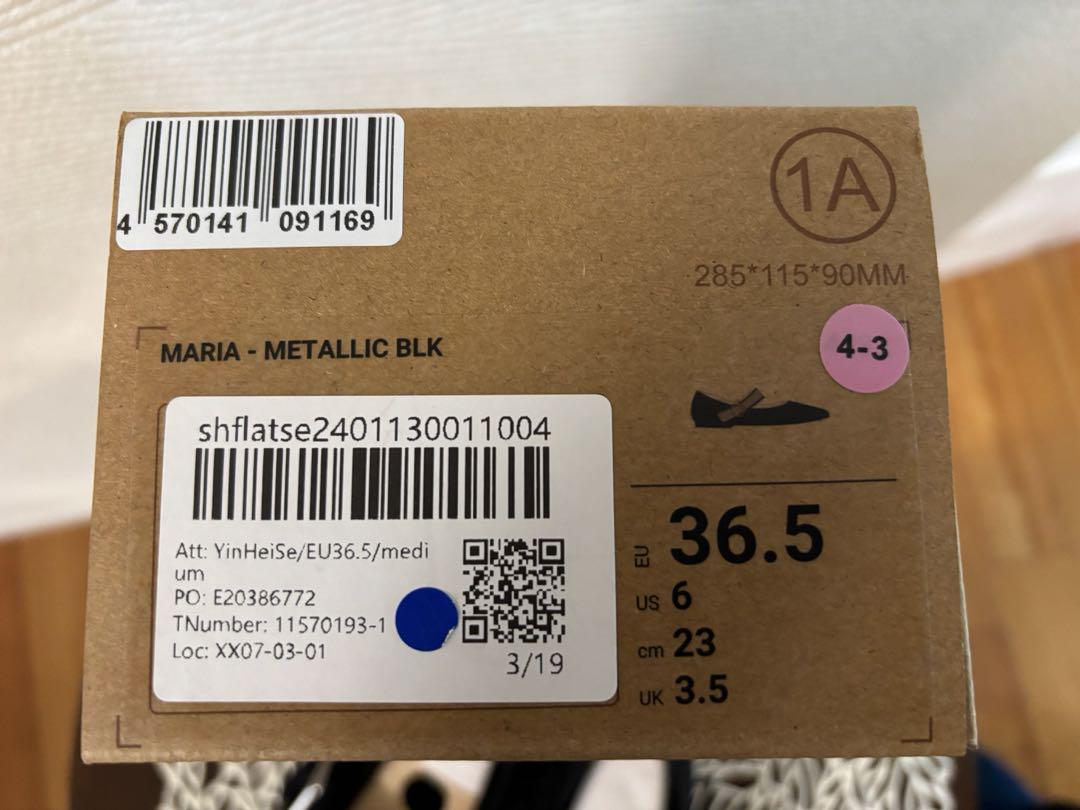 4 570141 091169
1A
285*115*90MM
4-3
MARIA - METALLIC BLK
shflatse2401130011004
Att: YinHeiSe/EU36.5/medi
um
PO: E20386772
TNumber: 11570193-1
Loc: XX07-03-01
3/19
EU 36.5
US 6
cm 23
UK 3.5